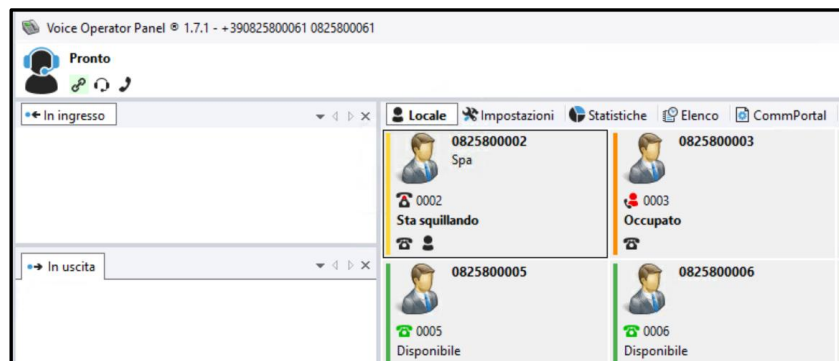 Voice Operator Panel ® 1.7.1 - +390825800061 0825800061
Pronto
In ingresso
Locale Impostazioni Statistiche Elenco CommPortal
0825800002
Spa
0002
Sta squillando
0825800003
0003
Occupato
In uscita
0825800005
0005
Disponibile
0825800006
0006
Disponibile